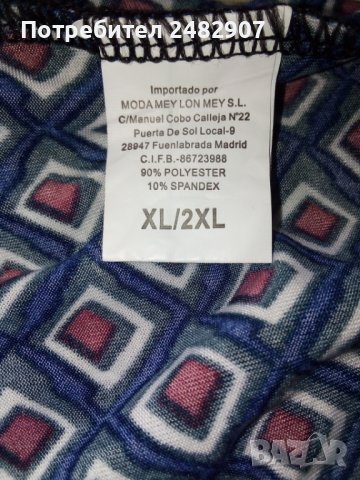 Потребител 2482907
Importado por
MODA MEY LON MEY S.L.
C/Manuel Cobo Calleja Nº22
Puerta De Sol Local-9
28947 Fuenlabrada Madrid
C.I.F.B.-86723988
90% POLYESTER
10% SPANDEX
XL/2XL
BAZAR